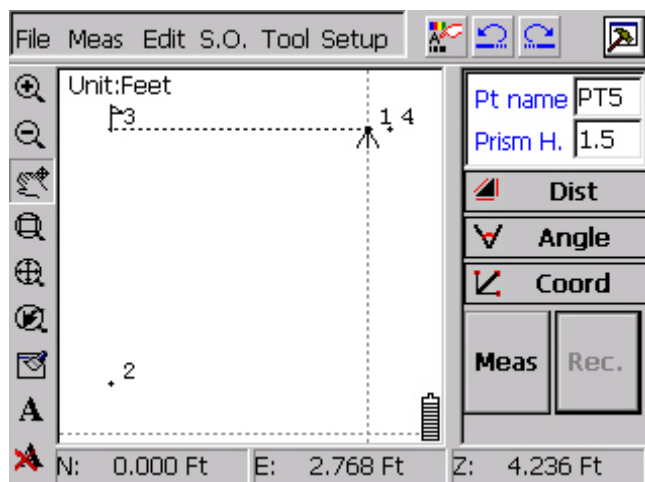 File Meas Edit S.O. Tool Setup
Unit:Feet
3
1 4
2
Pt name PT5
Prism H. 1.5
Dist
Angle
Coord
Meas Rec.
A
N: 0.000 Ft E: 2.768 Ft Z: 4.236 Ft